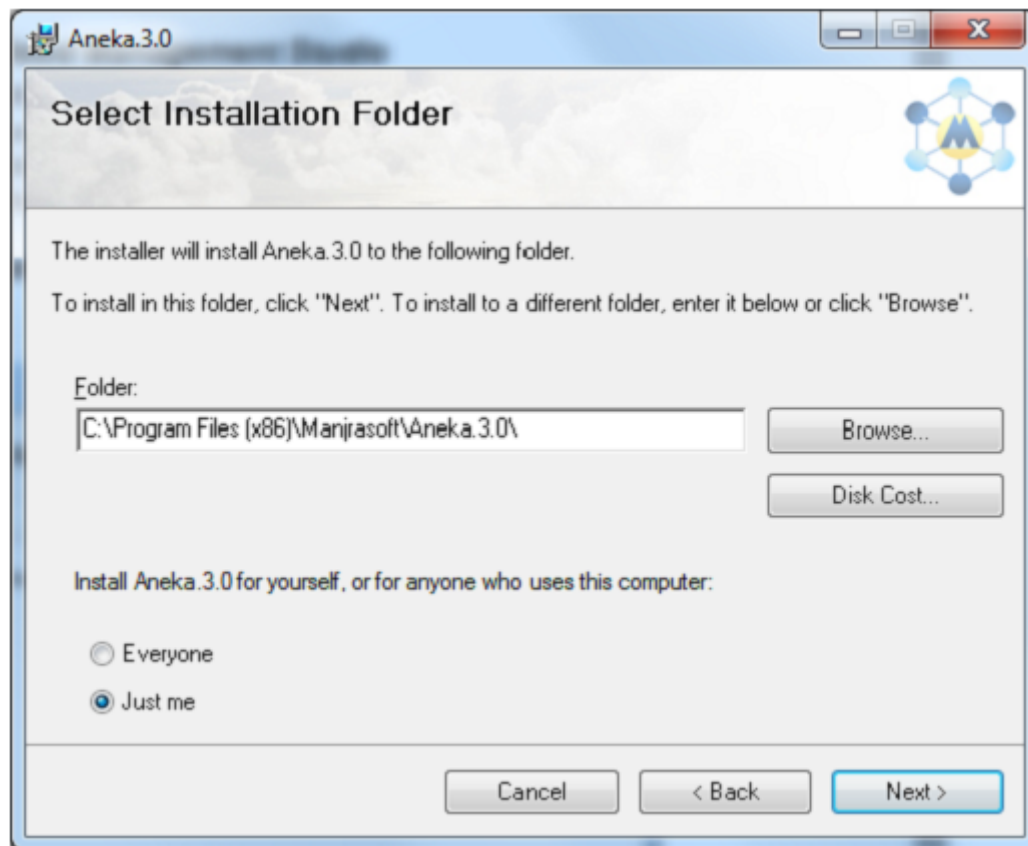 Aneka.3.0
Management Studio
Select Installation Folder
M
The installer will install Aneka.3.0 to the following folder.
To install in this folder, click "Next". To install to a different folder, enter it below or click "Browse".
Folder:
C:\Program Files (x86)\Manjrasoft\Aneka.3.0\
Browse...
Disk Cost...
Install Aneka.3.0 for yourself, or for anyone who uses this computer:
Everyone
Just me
Cancel
< Back
Next >